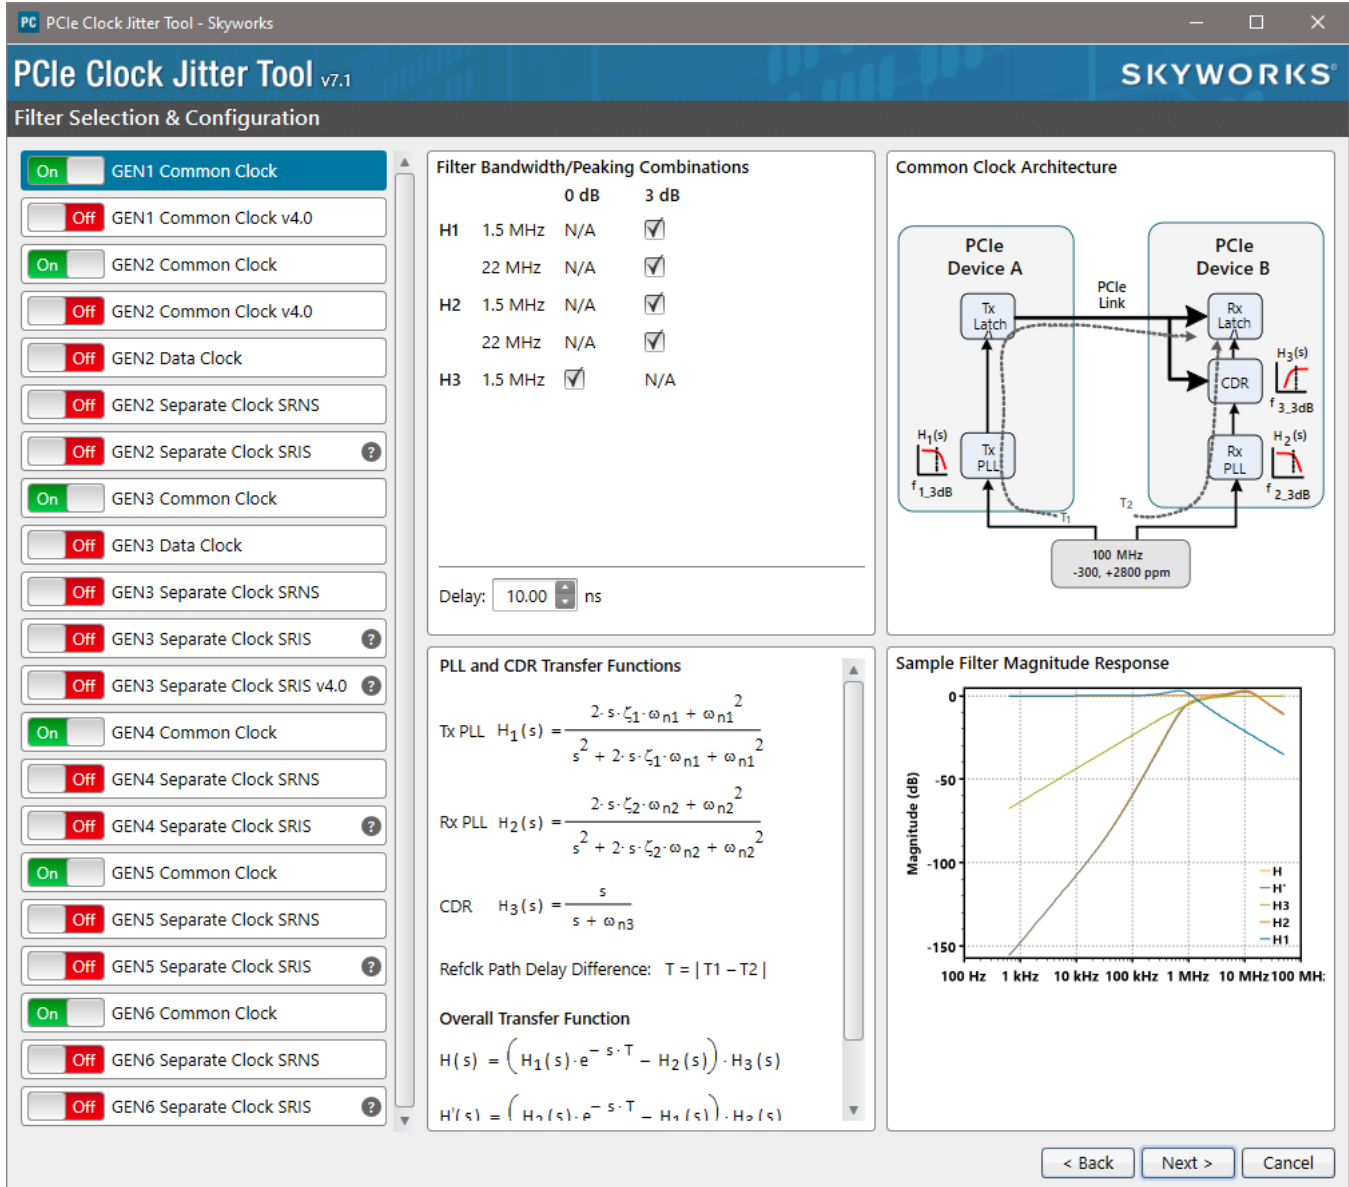 PC PCIe Clock Jitter Tool - Skyworks
PCIe Clock Jitter Tool v7.1
SKYWORKS
Filter Selection & Configuration
On GEN1 Common Clock
Off GEN1 Common Clock v4.0
On GEN2 Common Clock
Off GEN2 Common Clock v4.0
Off GEN2 Data Clock
Off GEN2 Separate Clock SRNS
Off GEN2 Separate Clock SRIS ?
On GEN3 Common Clock
Off GEN3 Data Clock
Off GEN3 Separate Clock SRNS
Off GEN3 Separate Clock SRIS ?
Off GEN3 Separate Clock SRIS v4.0 ?
On GEN4 Common Clock
Off GEN4 Separate Clock SRNS
Off GEN4 Separate Clock SRIS ?
On GEN5 Common Clock
Off GEN5 Separate Clock SRNS
Off GEN5 Separate Clock SRIS ?
On GEN6 Common Clock
Off GEN6 Separate Clock SRNS
Off GEN6 Separate Clock SRIS ?
Filter Bandwidth/Peaking Combinations
0 dB 3 dB
H1 1.5 MHz N/A
22 MHz N/A
H2 1.5 MHz N/A
22 MHz N/A
H3 1.5 MHz N/A
Delay: 10.00 ns
Common Clock Architecture
PCIe
Device A
PCIe
Device B
PCIe
Link
Tx
Latch
Rx
Latch
CDR
H3(s)
f 3_3dB
H1(s)
Tx
PLL
f 1_3dB
Rx
PLL
H2(s)
f 2_3dB
T1
T2
100 MHz
-300, +2800 ppm
PLL and CDR Transfer Functions
Tx PLL H1(s) = (2·s·ζ1·ωn1 + ωn1^2) / (s^2 + 2·s·ζ1·ωn1 + ωn1^2)
Rx PLL H2(s) = (2·s·ζ2·ωn2 + ωn2^2) / (s^2 + 2·s·ζ2·ωn2 + ωn2^2)
CDR H3(s) = s / (s + ωn3)
Refclk Path Delay Difference: T = | T1 – T2 |
Overall Transfer Function
H(s) = (H1(s)·e^– s·T – H2(s))·H3(s)
H'(s) = (H2(s)·e^– s·T – H1(s))·H3(s)
Sample Filter Magnitude Response
Magnitude (dB)
0
-50
-100
-150
100 Hz 1 kHz 10 kHz 100 kHz 1 MHz 10 MHz 100 MH
H
H'
H3
H2
H1
< Back
Next >
Cancel